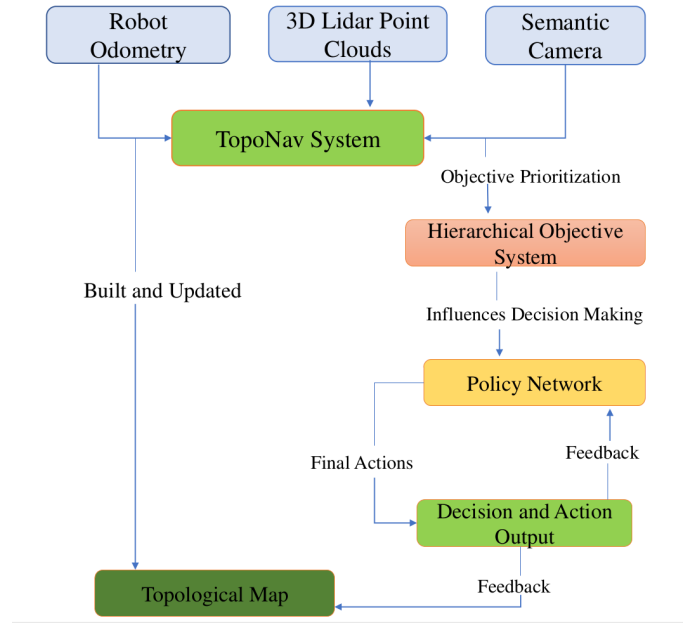 Robot
Odometry
3D Lidar Point
Clouds
Semantic
Camera
TopoNav System
Objective Prioritization
Hierarchical Objective
System
Built and Updated
Influences Decision Making
Policy Network
Final Actions
Feedback
Decision and Action
Output
Feedback
Topological Map